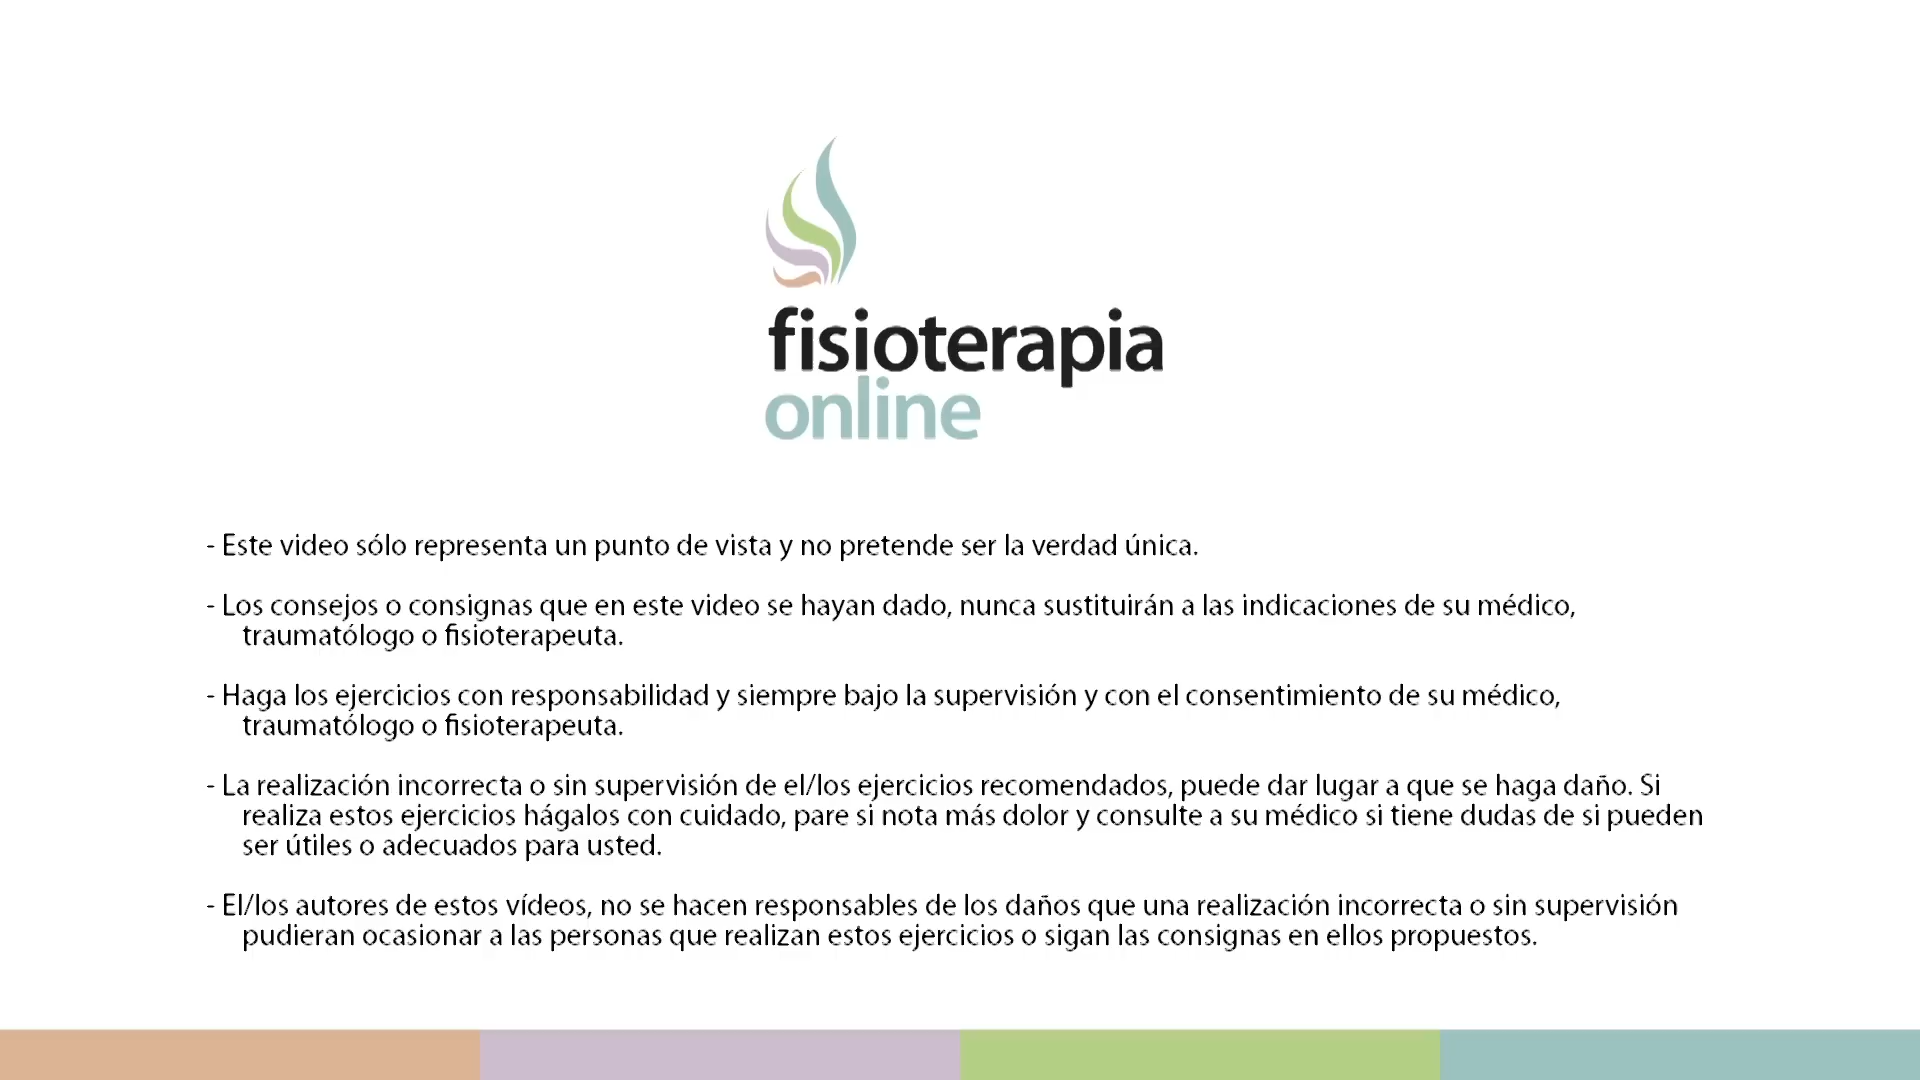 fisioterapia
online
- Este video sólo representa un punto de vista y no pretende ser la verdad única.
- Los consejos o consignas que en este video se hayan dado, nunca sustituirán a las indicaciones de su médico,
traumatólogo o fisioterapeuta.
- Haga los ejercicios con responsabilidad y siempre bajo la supervisión y con el consentimiento de su médico,
traumatólogo o fisioterapeuta.
- La realización incorrecta o sin supervisión de el/los ejercicios recomendados, puede dar lugar a que se haga daño. Si
realiza estos ejercicios hágalos con cuidado, pare si nota más dolor y consulte a su médico si tiene dudas de si pueden
ser útiles o adecuados para usted.
- El/los autores de estos vídeos, no se hacen responsables de los daños que una realización incorrecta o sin supervisión
pudieran ocasionar a las personas que realizan estos ejercicios o sigan las consignas en ellos propuestos.